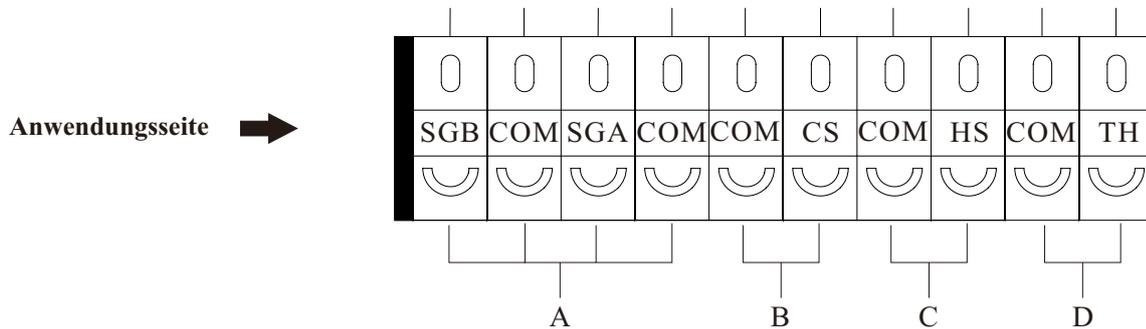 Anwendungsseite
SGB COM SGA COM COM CS COM HS COM TH
A B C D